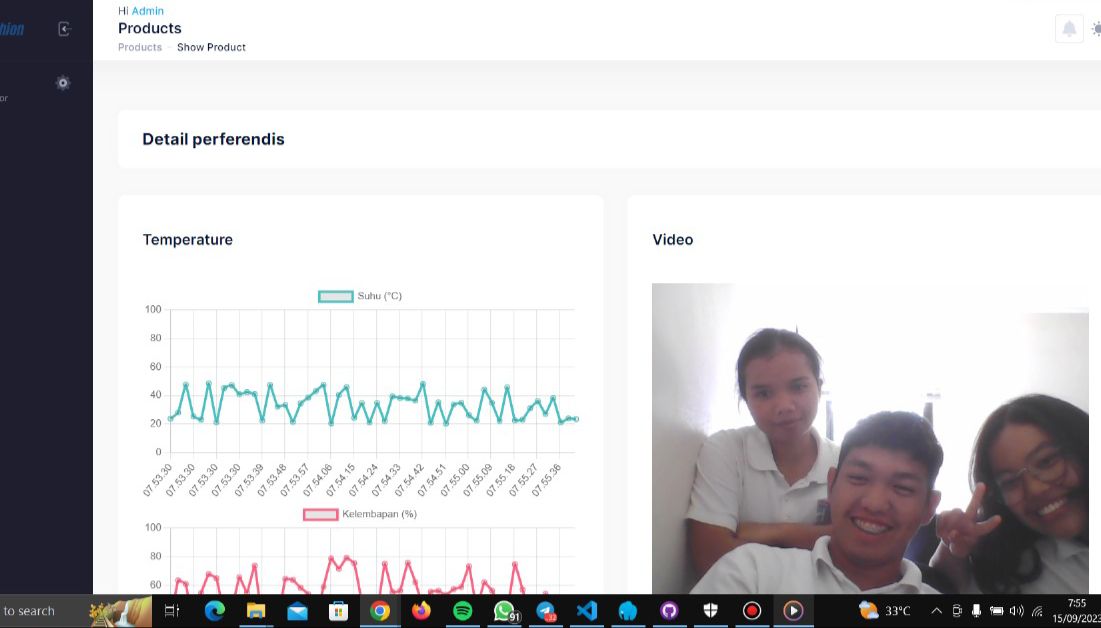 hion
Hi Admin
Products
Products - Show Product
or
Detail perferendis
Temperature
Video
Suhu (°C)
100
80
60
40
20
0
07.53.30
07.53.30
07.53.30
07.53.30
07.53.39
07.53.48
07.53.57
07.54.06
07.54.15
07.54.24
07.54.33
07.54.42
07.54.51
07.55.00
07.55.09
07.55.18
07.55.27
07.55.36
Kelembapan (%)
100
80
60
to search
91
33°C
7:55
15/09/2023